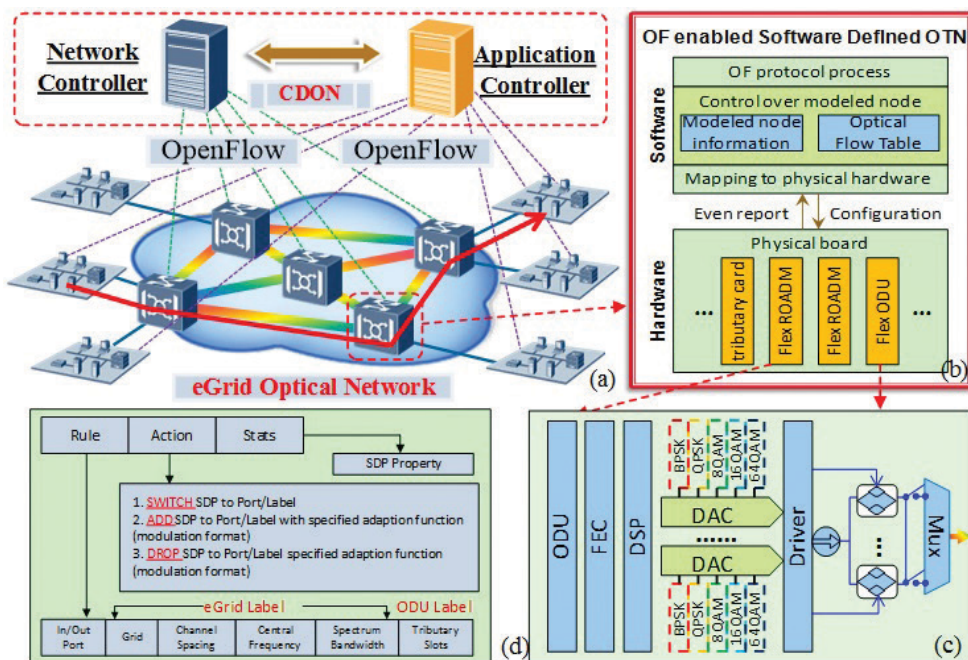 Network
Controller
CDON
Application
Controller
OpenFlow
OpenFlow
eGrid Optical Network
(a)
OF enabled Software Defined OTN
Software
OF protocol process
Control over modeled node
Modeled node
information
Optical
Flow Table
Mapping to physical hardware
Even report
Configuration
Hardware
Physical board
...
tributary card
Flex ROADM
Flex ROADM
Flex ODU
...
(b)
Rule
Action
Stats
SDP Property
1. SWITCH SDP to Port/Label
2. ADD SDP to Port/Label with specified adaption function
(modulation format)
3. DROP SDP to Port/Label specified adaption function
(modulation format)
eGrid Label
ODU Label
In/Out
Port
Grid
Channel
Spacing
Central
Frequency
Spectrum
Bandwidth
Tributary
Slots
(d)
ODU
FEC
DSP
BPSK
QPSK
8QAM
16QAM
64QAM
DAC
......
DAC
BPSK
QPSK
8QAM
16QAM
64QAM
Driver
...
Mux
(c)